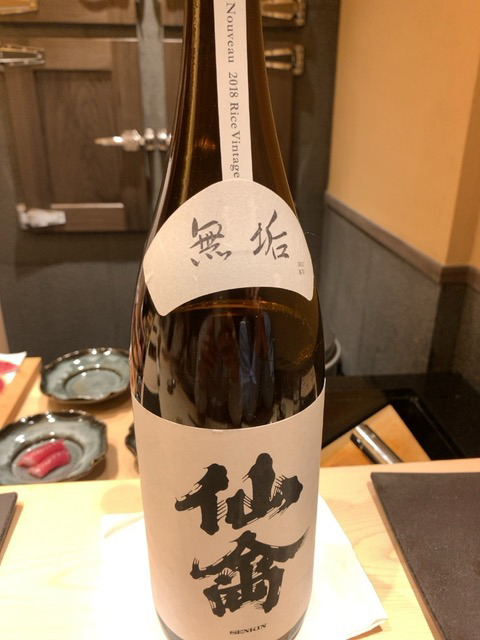 Nouveau 2018 Rice Vintage
無垢
仙禽
SENKIN